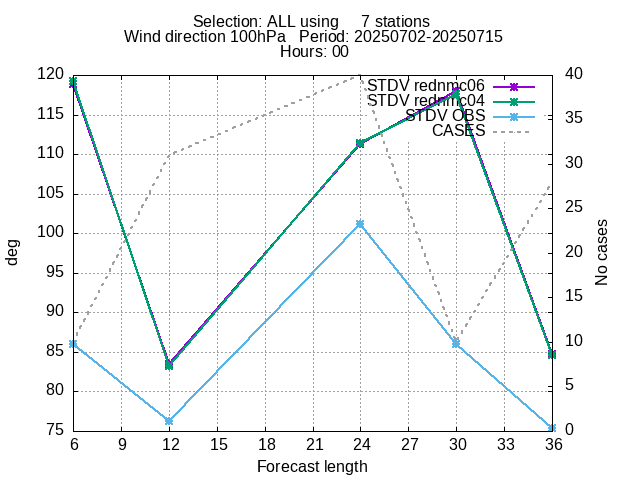 Selection: ALL using 7 stations
Wind direction 100hPa Period: 20250702-20250715
Hours: 00
STDV rednmc06
STDV rednmc04
STDV OBS
CASES
120
115
110
105
100
95
90
85
80
75
deg
40
35
30
25
20
15
10
5
0
No cases
6 9 12 15 18 21 24 27 30 33 36
Forecast length